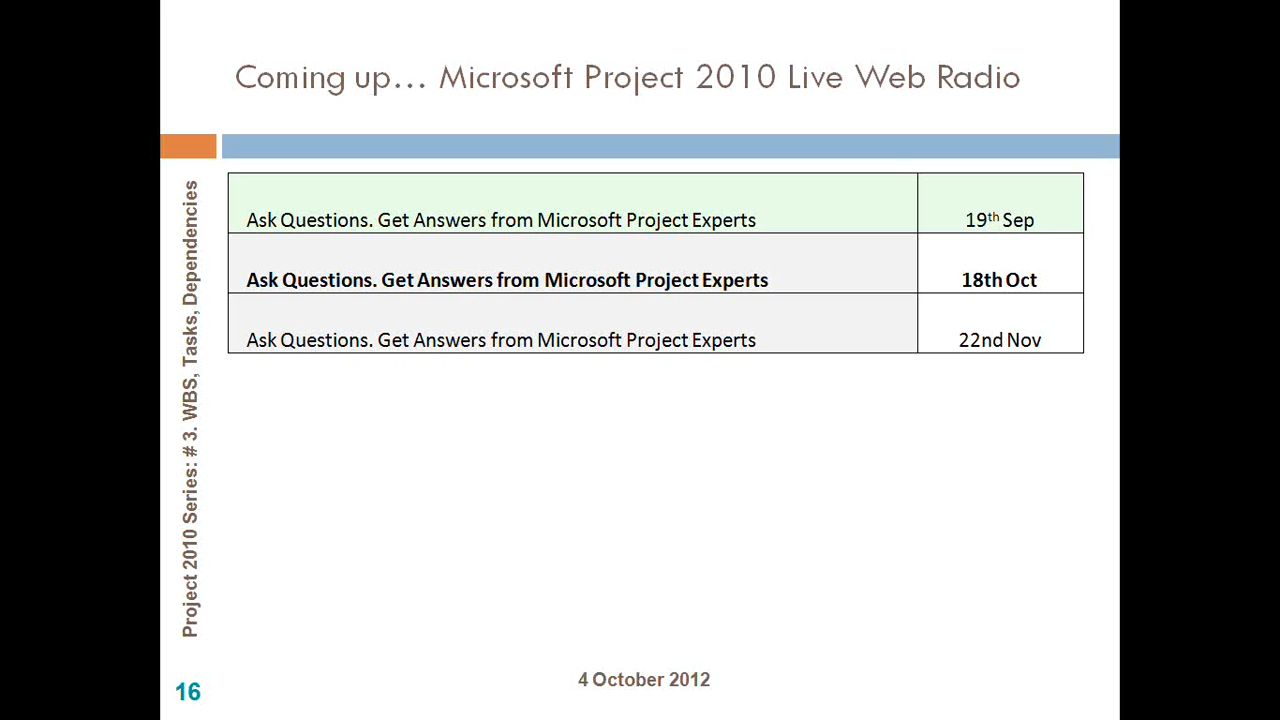 Coming up... Microsoft Project 2010 Live Web Radio
Project 2010 Series: # 3. WBS, Tasks, Dependencies
Ask Questions. Get Answers from Microsoft Project Experts 19th Sep
Ask Questions. Get Answers from Microsoft Project Experts 18th Oct
Ask Questions. Get Answers from Microsoft Project Experts 22nd Nov
4 October 2012
16